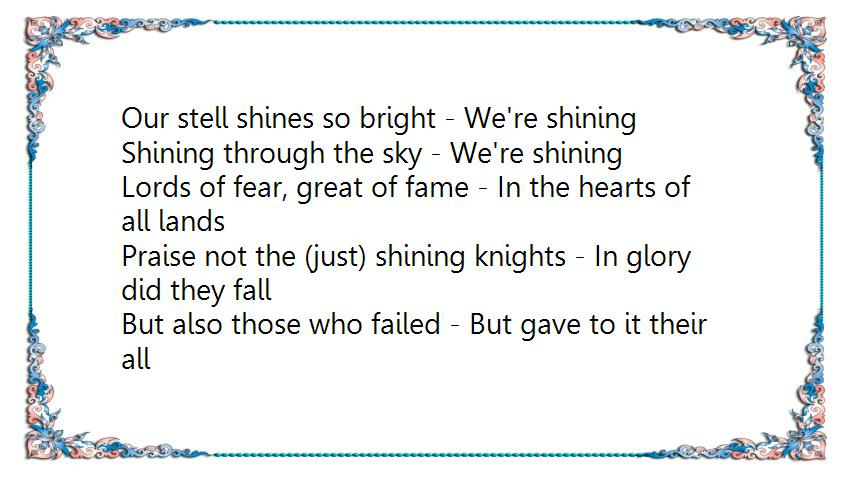 Our stell shines so bright - We're shining
Shining through the sky - We're shining
Lords of fear, great of fame - In the hearts of
all lands
Praise not the (just) shining knights - In glory
did they fall
But also those who failed - But gave to it their
all